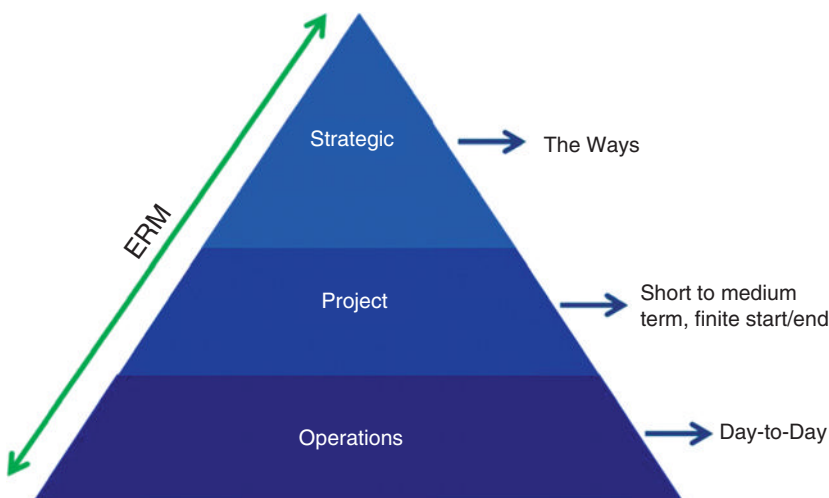 Strategic
The Ways
ERM
Project
Short to medium
term, finite start/end
Operations
Day-to-Day